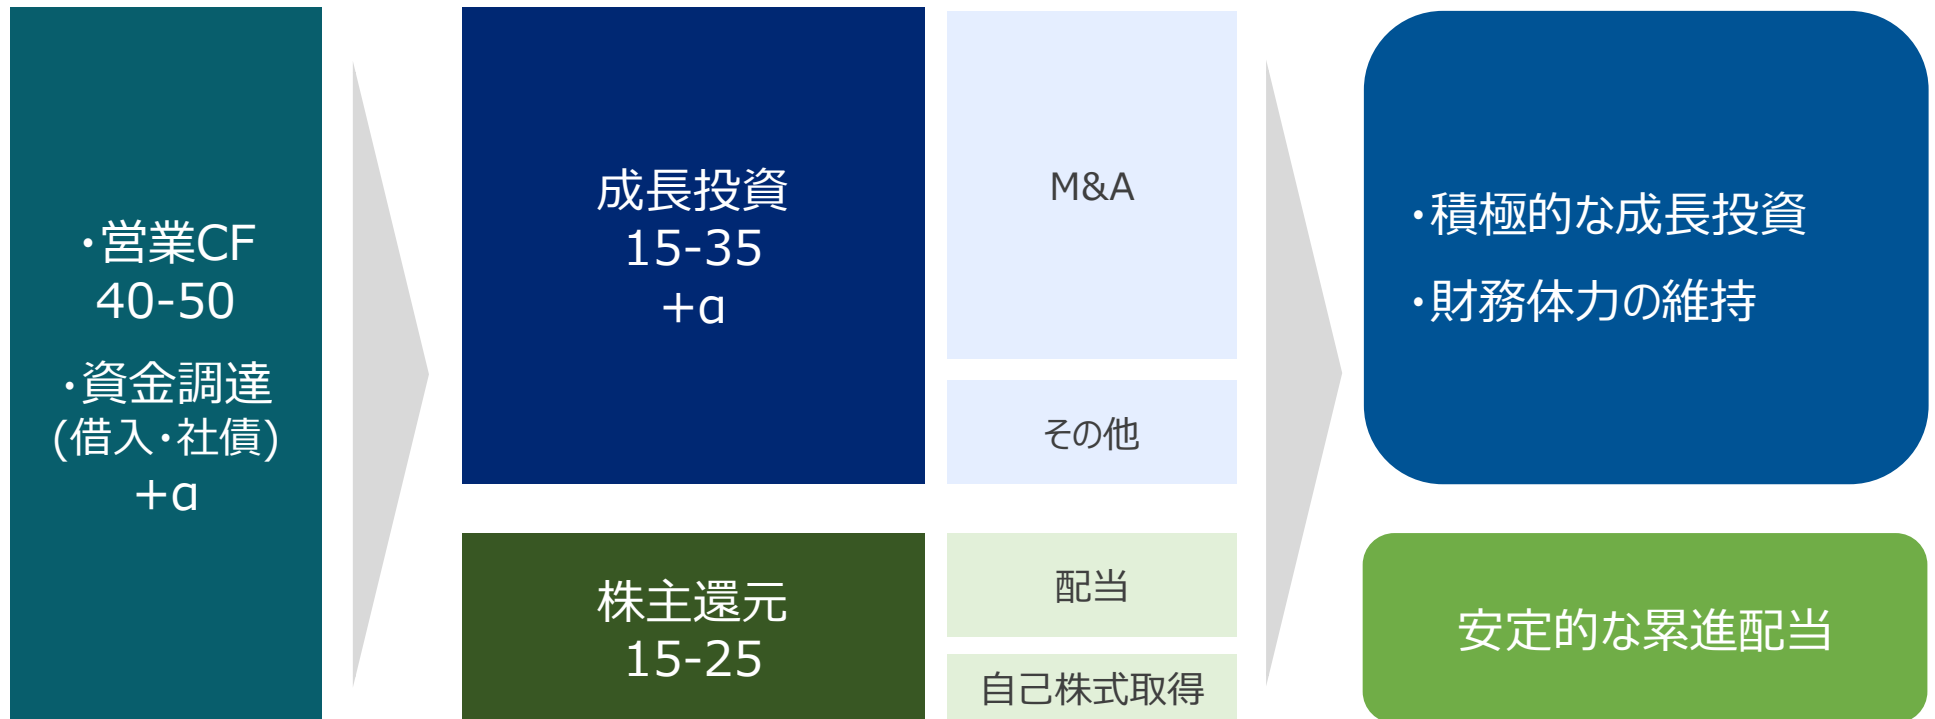 ・営業CF
40-50
・資金調達
(借入・社債)
+α
成長投資
15-35
+α
M&A
その他
・積極的な成長投資
・財務体力の維持
株主還元
15-25
配当
自己株式取得
安定的な累進配当